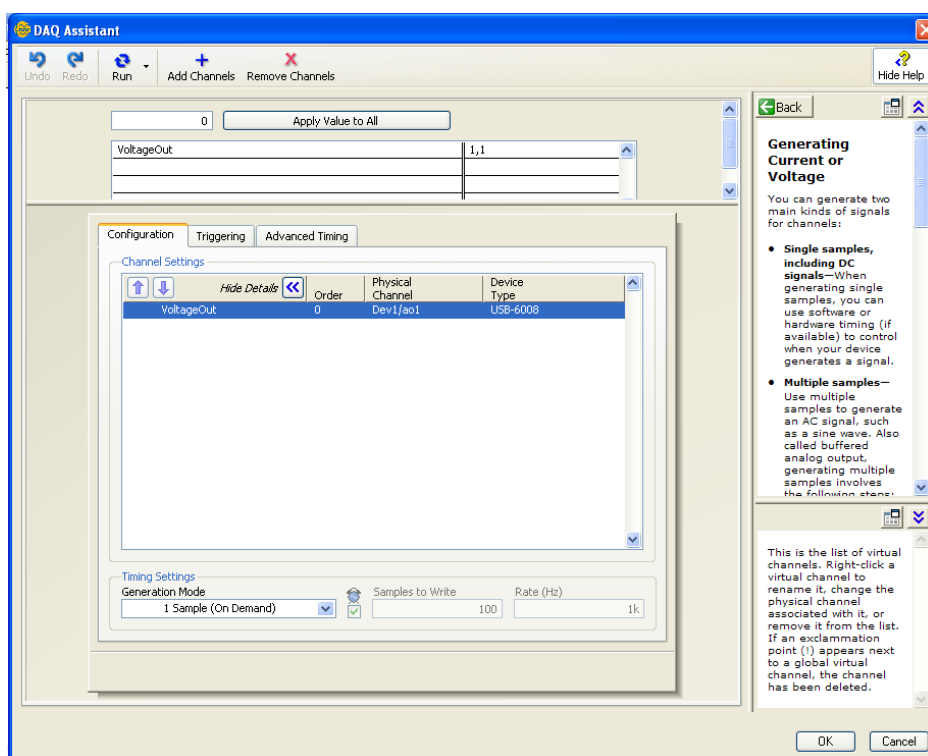 DAQ Assistant
Undo Redo Run Add Channels Remove Channels Hide Help
0 Apply Value to All
VoltageOut 1,1
Configuration Triggering Advanced Timing
Channel Settings
Hide Details Order Physical Channel Device Type
VoltageOut 0 Dev1/ao1 USB-6008
Timing Settings
Generation Mode Samples to Write Rate (Hz)
1 Sample (On Demand) 100 1k
Back
Generating
Current or
Voltage
You can generate two
main kinds of signals
for channels:
• Single samples,
including DC
signals—When
generating single
samples, you can
use software or
hardware timing (if
available) to control
when your device
generates a signal.
• Multiple samples—
Use multiple
samples to generate
an AC signal, such
as a sine wave. Also
called buffered
analog output,
generating multiple
samples involves
the following steps:
This is the list of virtual
channels. Right-click a
virtual channel to
rename it, change the
physical channel
associated with it, or
remove it from the list.
If an exclammation
point (!) appears next
to a global virtual
channel, the channel
has been deleted.
OK Cancel